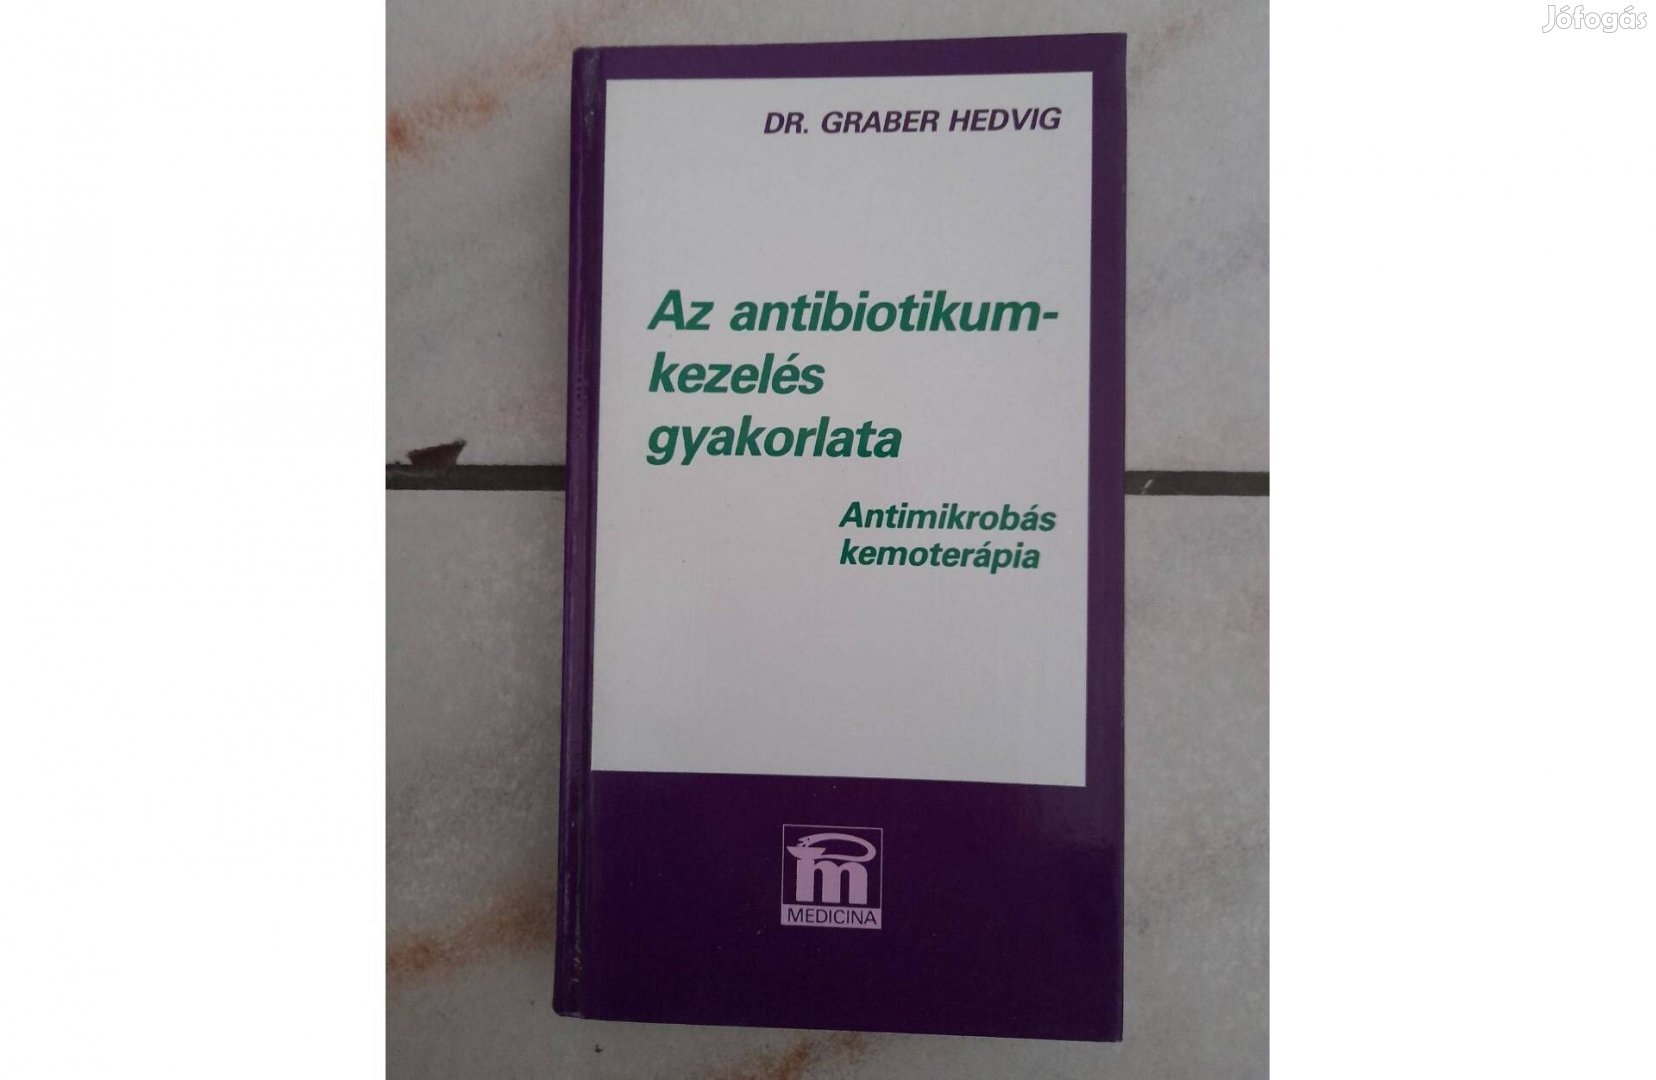 Jófogás
DR. GRABER HEDVIG
Az antibiotikum-
kezelés
gyakorlata
Antimikrobás
kemoterápia
m
MEDICINA